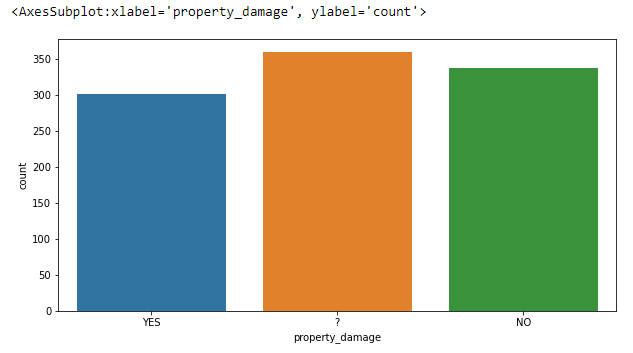 <AxesSubplot:xlabel='property_damage', ylabel='count'>
350
300
250
200
150
100
50
0
count
YES ? NO
property_damage